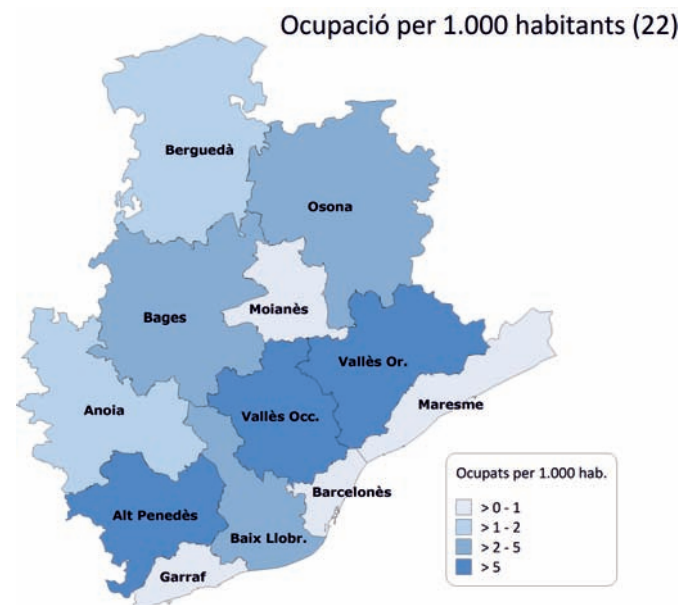 Ocupació per 1.000 habitants (22)
Berguedà
Osona
Bages
Moianès
Vallès Or.
Anoia
Vallès Occ.
Maresme
Barcelonès
Alt Penedès
Baix Llobr.
Garraf
Ocupats per 1.000 hab.
> 0 - 1
> 1 - 2
> 2 - 5
> 5